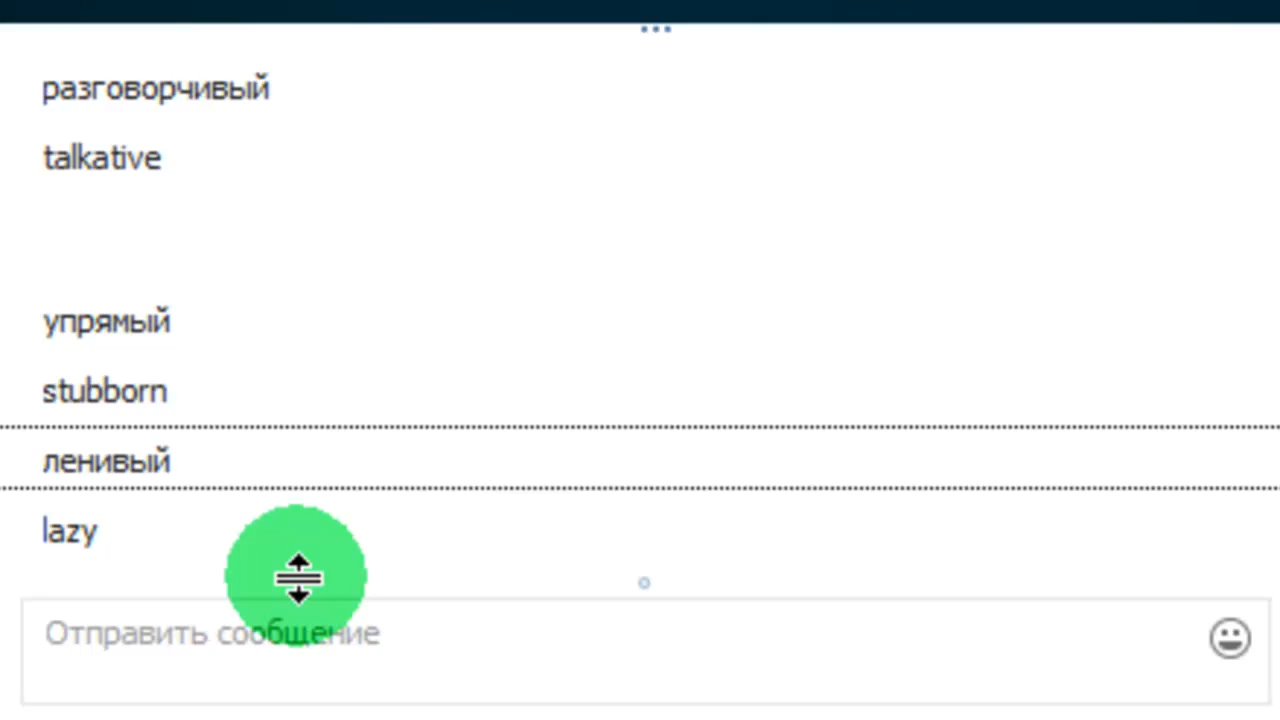 разговорчивый
talkative
упрямый
stubborn
ленивый
lazy
Отправить сообщение